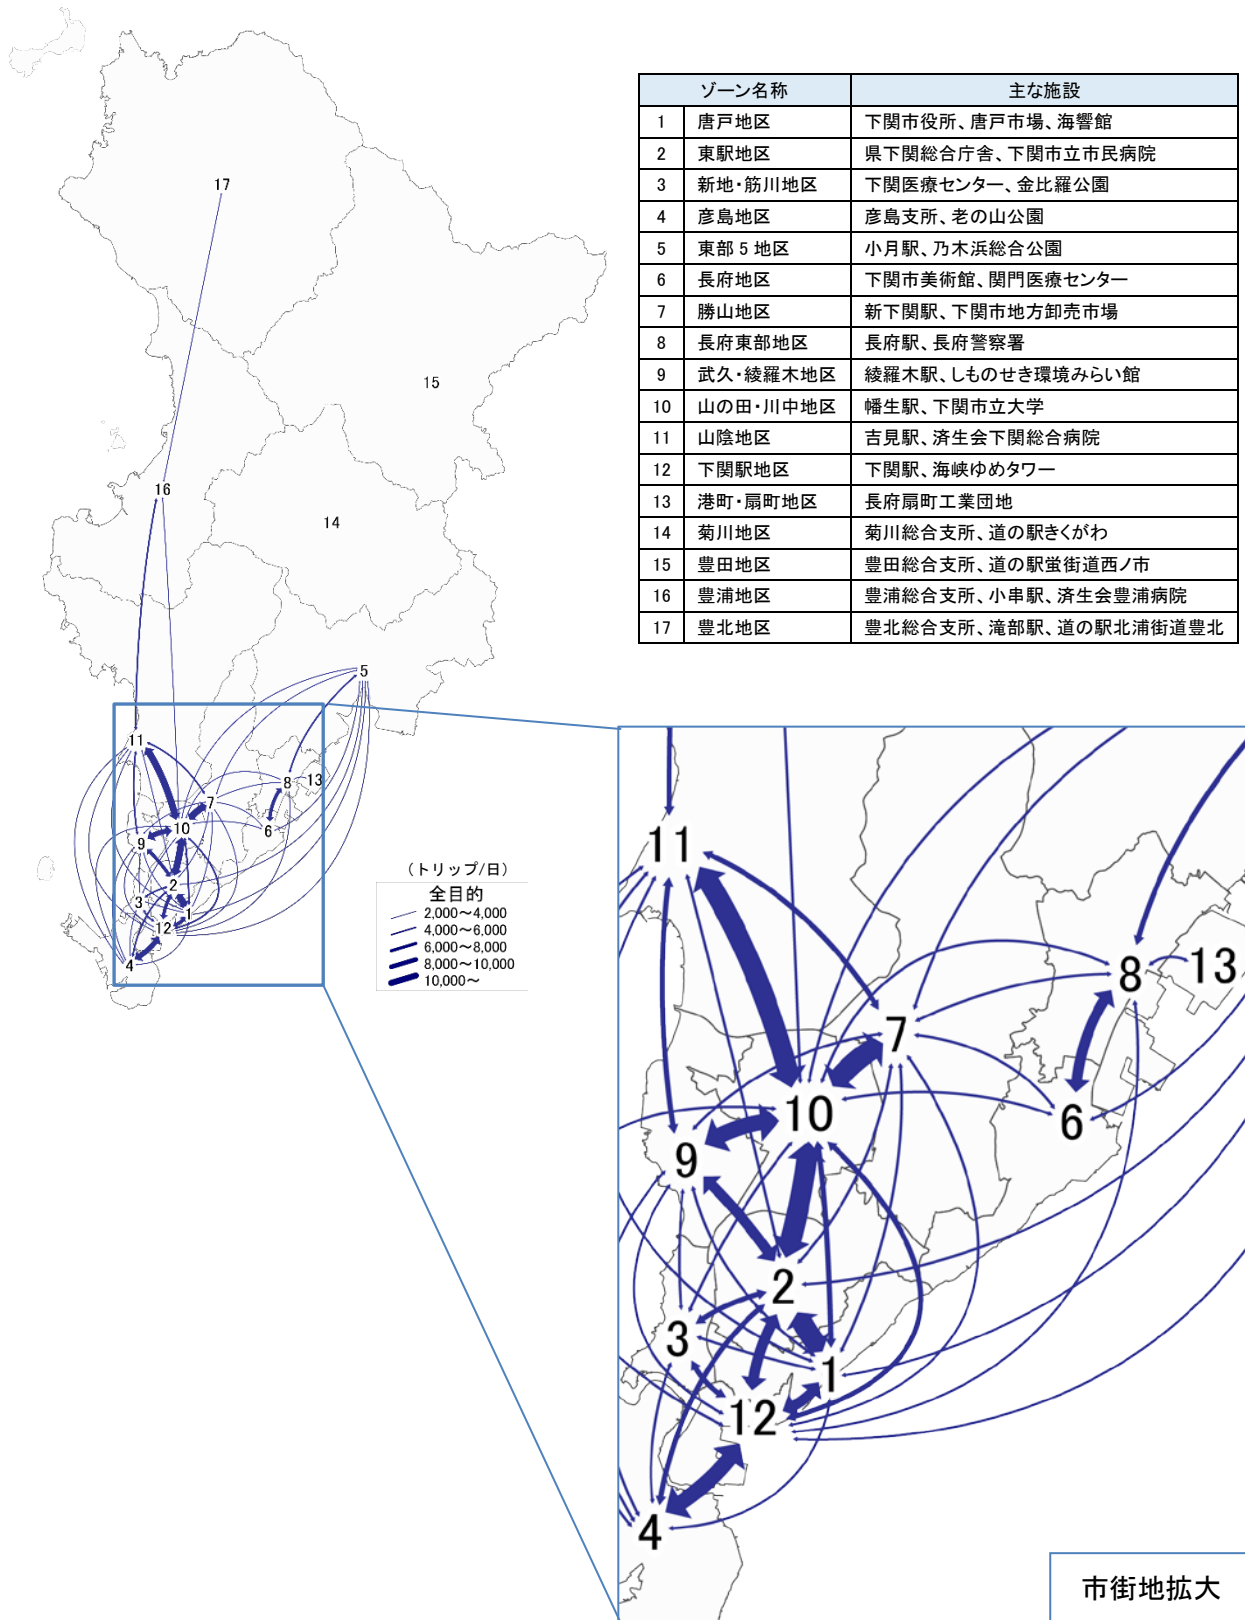 ゾーン名称 主な施設
1 唐戸地区 下関市役所、唐戸市場、海響館
2 東駅地区 県下関総合庁舎、下関市立市民病院
3 新地・筋川地区 下関医療センター、金比羅公園
4 彦島地区 彦島支所、老の山公園
5 東部5地区 小月駅、乃木浜総合公園
6 長府地区 下関市美術館、関門医療センター
7 勝山地区 新下関駅、下関市地方卸売市場
8 長府東部地区 長府駅、長府警察署
9 武久・綾羅木地区 綾羅木駅、しものせき環境みらい館
10 山の田・川中地区 幡生駅、下関市立大学
11 山陰地区 吉見駅、済生会下関総合病院
12 下関駅地区 下関駅、海峡ゆめタワー
13 港町・扇町地区 長府扇町工業団地
14 菊川地区 菊川総合支所、道の駅きくがわ
15 豊田地区 豊田総合支所、道の駅蛍街道西ノ市
16 豊浦地区 豊浦総合支所、小串駅、済生会豊浦病院
17 豊北地区 豊北総合支所、滝部駅、道の駅北浦街道豊北
17
15
16
14
5
11
8
13
7
10
6
9
2
3
1
12
4
（トリップ/日）
全目的
2,000～4,000
4,000～6,000
6,000～8,000
8,000～10,000
10,000～
11
8
13
7
10
6
9
2
3
1
12
4
市街地拡大